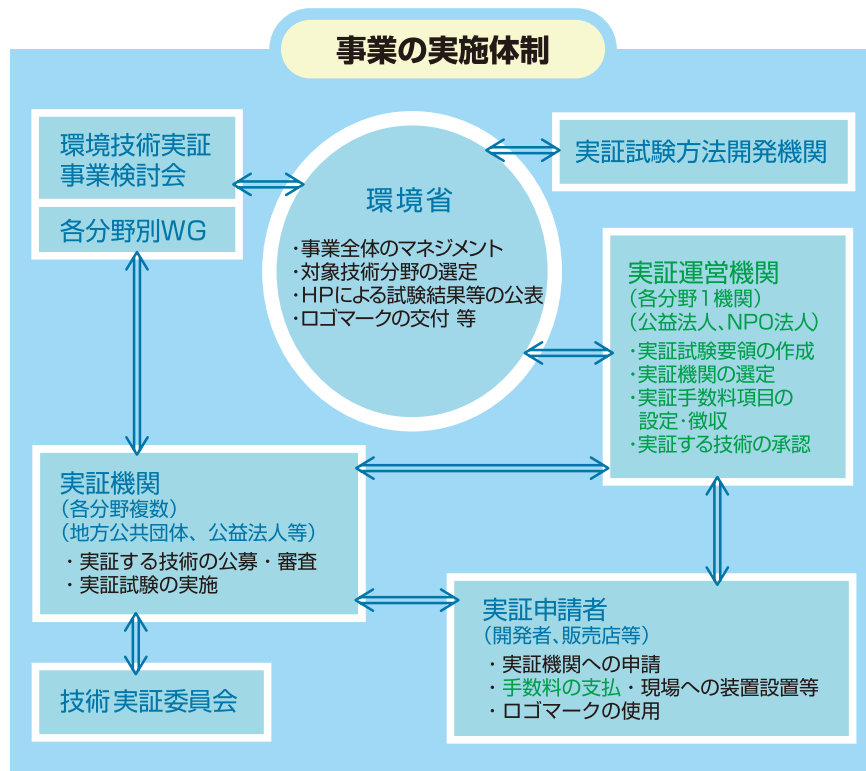 事業の実施体制
環境技術実証
事業検討会
各分野別WG
環境省
・事業全体のマネジメント
・対象技術分野の選定
・HPによる試験結果等の公表
・ロゴマークの交付 等
実証試験方法開発機関
実証運営機関
(各分野1機関)
(公益法人、NPO法人)
・実証試験要領の作成
・実証機関の選定
・実証手数料項目の
設定・徴収
・実証する技術の承認
実証機関
(各分野複数)
(地方公共団体、公益法人等)
・実証する技術の公募・審査
・実証試験の実施
実証申請者
(開発者、販売店等)
・実証機関への申請
・手数料の支払・現場への装置設置等
・ロゴマークの使用
技術実証委員会